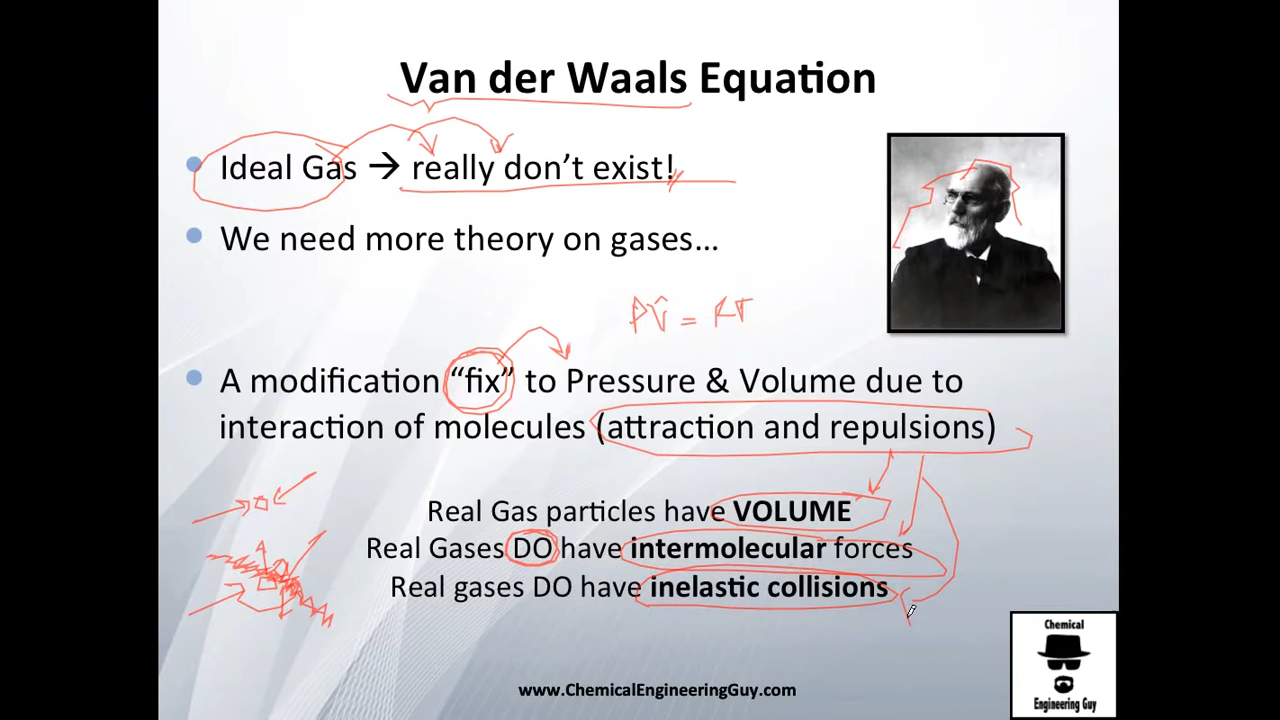 Van der Waals Equation
Ideal Gas → really don't exist!
We need more theory on gases...
PV̂ = RT
A modification “fix” to Pressure & Volume due to
interaction of molecules (attraction and repulsions)
Real Gas particles have VOLUME
Real Gases DO have intermolecular forces
Real gases DO have inelastic collisions
www.ChemicalEngineeringGuy.com
Chemical
Engineering Guy